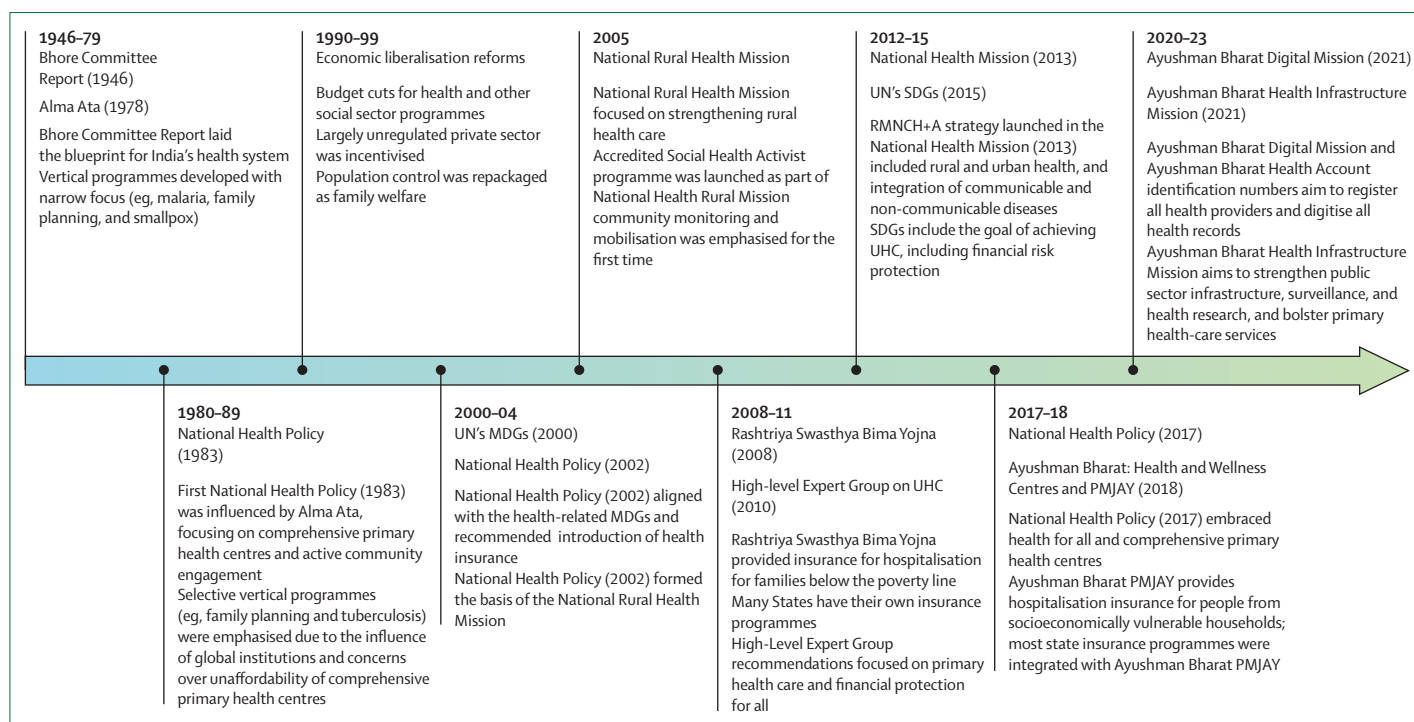 1946–79
Bhore Committee
Report (1946)
Alma Ata (1978)
Bhore Committee Report laid
the blueprint for India's health system
Vertical programmes developed with
narrow focus (eg, malaria, family
planning, and smallpox)
1990–99
Economic liberalisation reforms
Budget cuts for health and other
social sector programmes
Largely unregulated private sector
was incentivised
Population control was repackaged
as family welfare
2005
National Rural Health Mission
National Rural Health Mission
focused on strengthening rural
health care
Accredited Social Health Activist
programme was launched as part of
National Health Rural Mission
community monitoring and
mobilisation was emphasised for the
first time
2012–15
National Health Mission (2013)
UN's SDGs (2015)
RMNCH+A strategy launched in the
National Health Mission (2013)
included rural and urban health, and
integration of communicable and
non-communicable diseases
SDGs include the goal of achieving
UHC, including financial risk
protection
2020–23
Ayushman Bharat Digital Mission (2021)
Ayushman Bharat Health Infrastructure
Mission (2021)
Ayushman Bharat Digital Mission and
Ayushman Bharat Health Account
identification numbers aim to register
all health providers and digitise all
health records
Ayushman Bharat Health Infrastructure
Mission aims to strengthen public
sector infrastructure, surveillance, and
health research, and bolster primary
health-care services
1980–89
National Health Policy
(1983)
First National Health Policy (1983)
was influenced by Alma Ata,
focusing on comprehensive primary
health centres and active community
engagement
Selective vertical programmes
(eg, family planning and tuberculosis)
were emphasised due to the influence
of global institutions and concerns
over unaffordability of comprehensive
primary health centres
2000–04
UN's MDGs (2000)
National Health Policy (2002)
National Health Policy (2002) aligned
with the health-related MDGs and
recommended introduction of health
insurance
National Health Policy (2002) formed
the basis of the National Rural Health
Mission
2008–11
Rashtriya Swasthya Bima Yojna
(2008)
High-level Expert Group on UHC
(2010)
Rashtriya Swasthya Bima Yojna
provided insurance for hospitalisation
for families below the poverty line
Many States have their own insurance
programmes
High-Level Expert Group
recommendations focused on primary
health care and financial protection
for all
2017–18
National Health Policy (2017)
Ayushman Bharat: Health and Wellness
Centres and PMJAY (2018)
National Health Policy (2017) embraced
health for all and comprehensive primary
health centres
Ayushman Bharat PMJAY provides
hospitalisation insurance for people from
socioeconomically vulnerable households;
most state insurance programmes were
integrated with Ayushman Bharat PMJAY